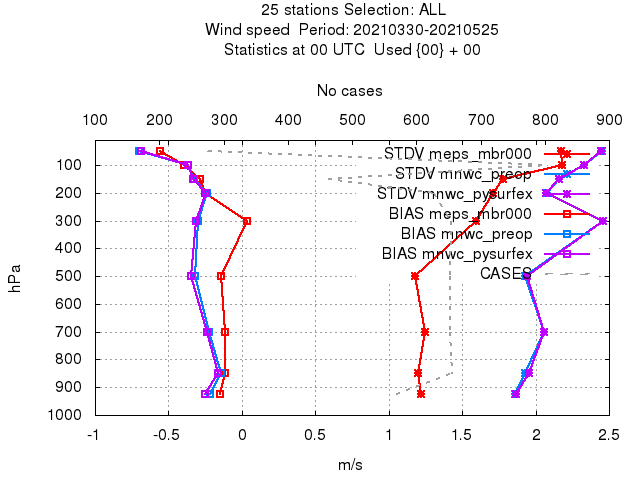 25 stations Selection: ALL
Wind speed  Period: 20210330-20210525
Statistics at 00 UTC  Used {00} + 00
No cases
100 200 300 400 500 600 700 800 900
STDV meps_mbr000
STDV mnwc_preop
STDV mnwc_pysurfex
BIAS meps_mbr000
BIAS mnwc_preop
BIAS mnwc_pysurfex
CASES
hPa
100
200
300
400
500
600
700
800
900
1000
-1 -0.5 0 0.5 1 1.5 2 2.5
m/s